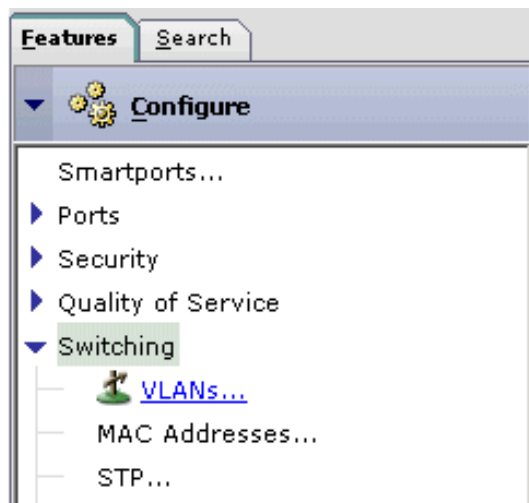 Features Search
Configure
Smartports...
Ports
Security
Quality of Service
Switching
VLANs...
MAC Addresses...
STP...